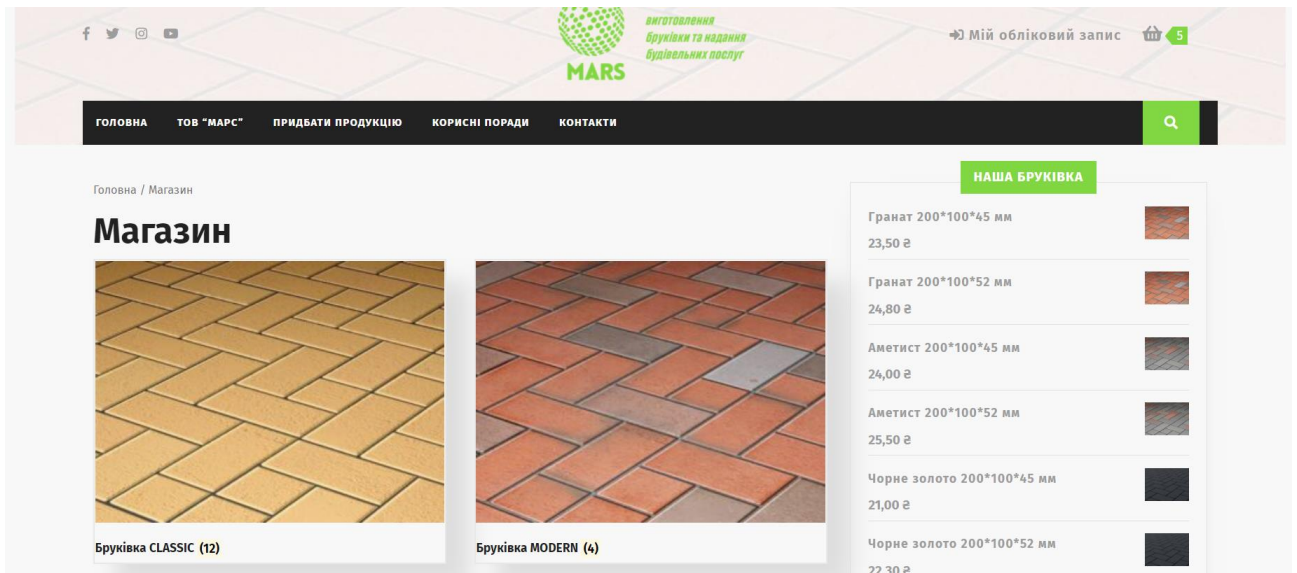 виготовлення
бруківки та надання
будівельних послуг
MARS
Мій обліковий запис
5
ГОЛОВНА
ТОВ “МАРС”
ПРИДБАТИ ПРОДУКЦІЮ
КОРИСНІ ПОРАДИ
КОНТАКТИ
Головна / Магазин
Магазин
Бруківка CLASSIC (12)
Бруківка MODERN (4)
НАША БРУКІВКА
Гранат 200*100*45 мм
23,50 ₴
Гранат 200*100*52 мм
24,80 ₴
Аметист 200*100*45 мм
24,00 ₴
Аметист 200*100*52 мм
25,50 ₴
Чорне золото 200*100*45 мм
21,00 ₴
Чорне золото 200*100*52 мм
22,30 ₴